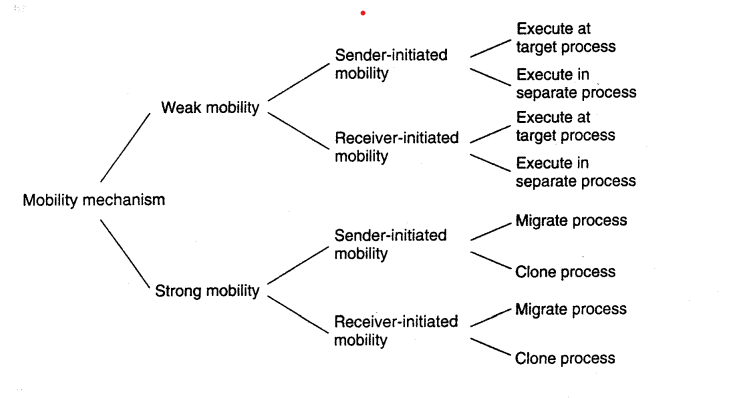 Execute at
target process
Sender-initiated
mobility
Execute in
separate process
Weak mobility
Execute at
target process
Receiver-initiated
mobility
Execute in
separate process
Mobility mechanism
Migrate process
Sender-initiated
mobility
Clone process
Strong mobility
Migrate process
Receiver-initiated
mobility
Clone process